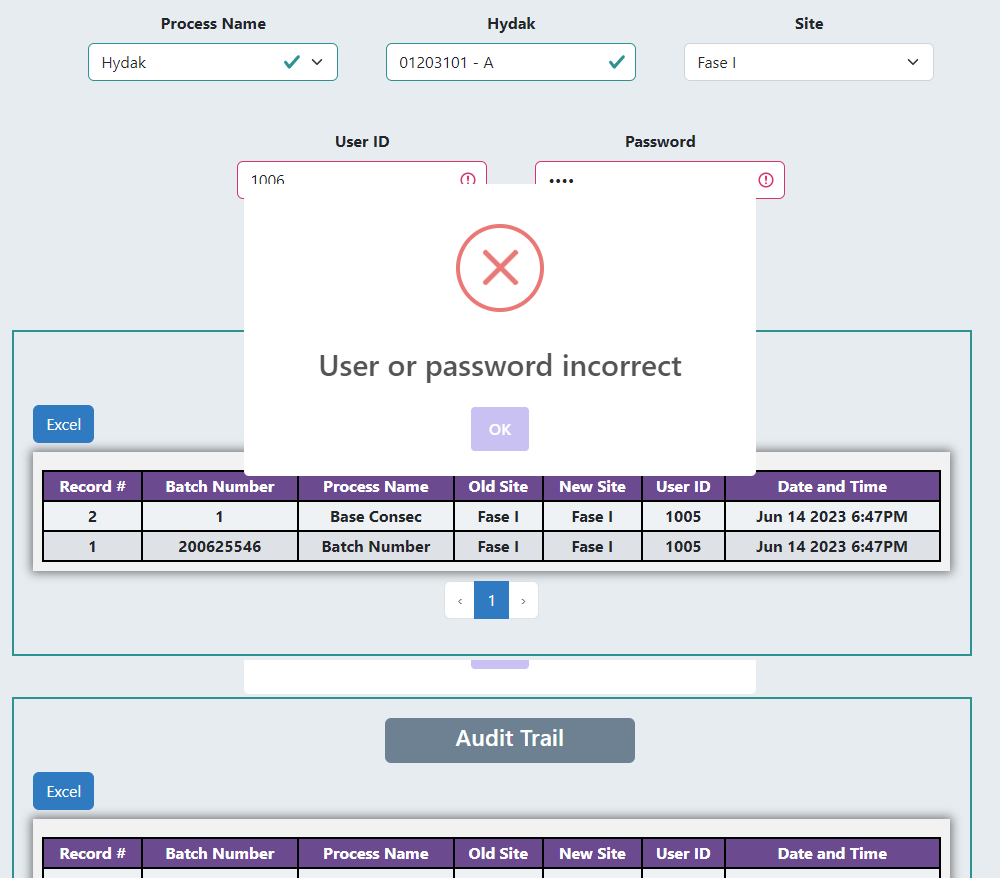 Process Name Hydak Site
Hydak 01203101 - A Fase I
User ID Password
1006 ••••
User or password incorrect
OK
Excel
Record # Batch Number Process Name Old Site New Site User ID Date and Time
2 1 Base Consec Fase I Fase I 1005 Jun 14 2023 6:47PM
1 200625546 Batch Number Fase I Fase I 1005 Jun 14 2023 6:47PM
‹ 1 ›
Audit Trail
Excel
Record # Batch Number Process Name Old Site New Site User ID Date and Time